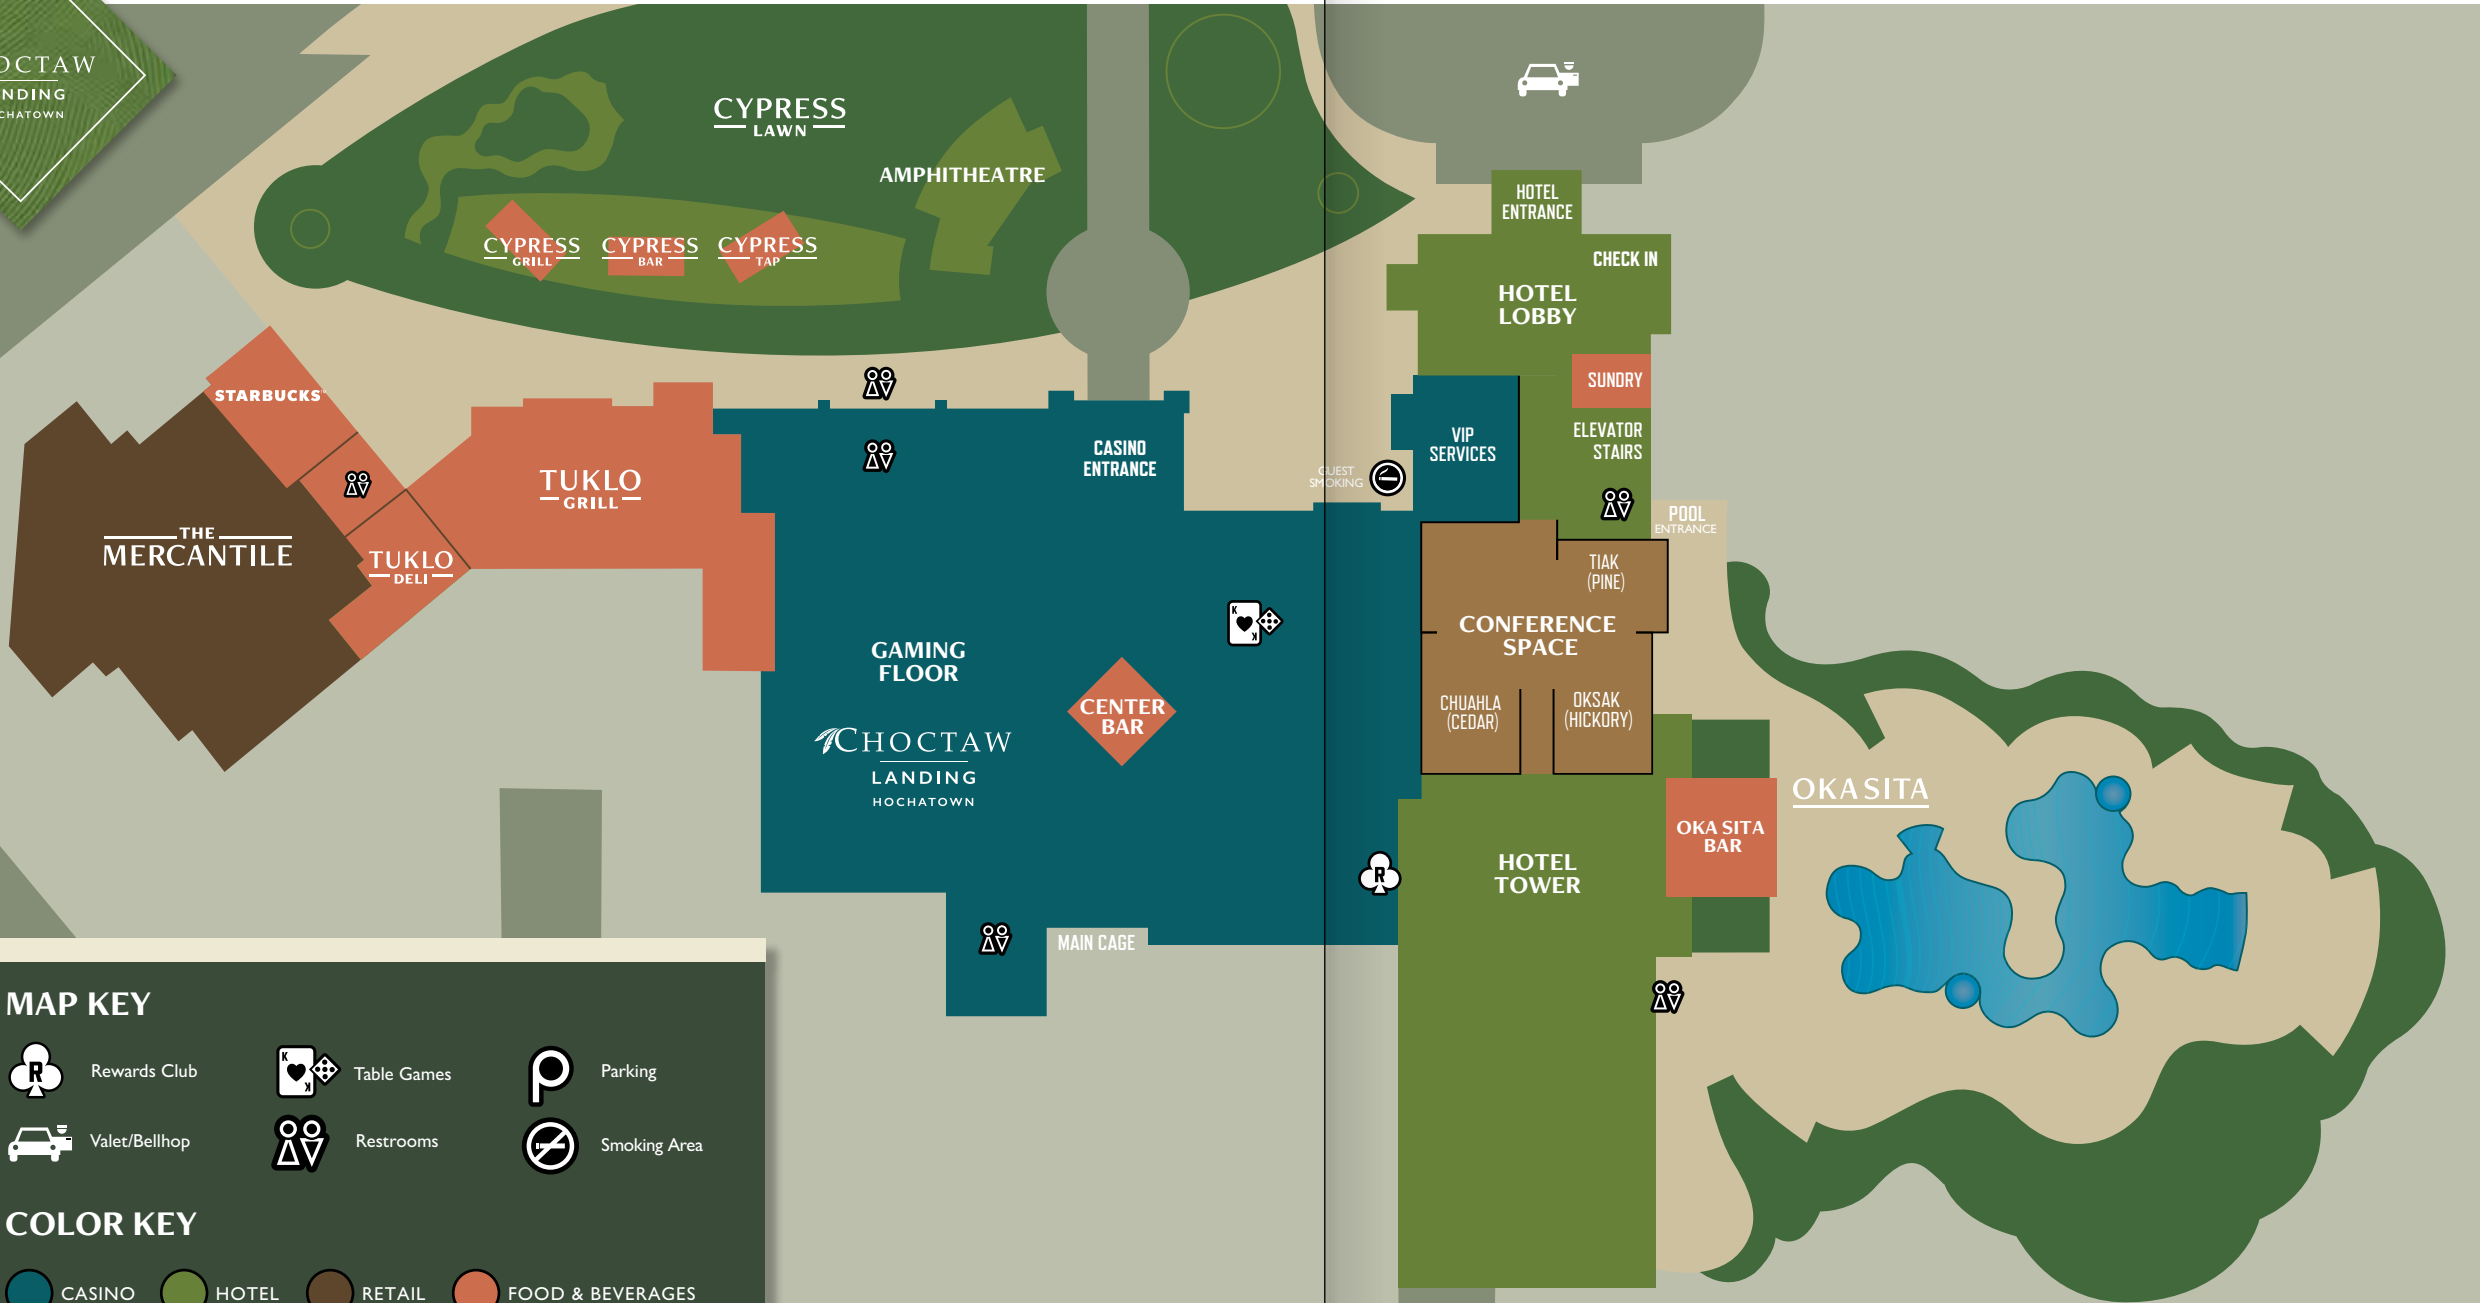 CYPRESS
LAWN
AMPHITHEATRE
CYPRESS
GRILL
CYPRESS
BAR
CYPRESS
TAP
HOTEL
ENTRANCE
CHECK IN
HOTEL
LOBBY
SUNDRY
ELEVATOR
STAIRS
VIP
SERVICES
GUEST
SMOKING
POOL
ENTRANCE
STARBUCKS
TUKLO
GRILL
CASINO
ENTRANCE
THE
MERCANTILE
TUKLO
DELI
TIAK
(PINE)
CONFERENCE
SPACE
CHUAHLA
(CEDAR)
OKSAK
(HICKORY)
GAMING
FLOOR
CENTER
BAR
CHOCTAW
LANDING
HOCHATOWN
OKA SITA
OKA SITA
BAR
HOTEL
TOWER
R
MAIN CAGE
MAP KEY
R Rewards Club
K K Table Games
Parking
Valet/Bellhop
Restrooms
Smoking Area
COLOR KEY
CASINO
HOTEL
RETAIL
FOOD & BEVERAGES